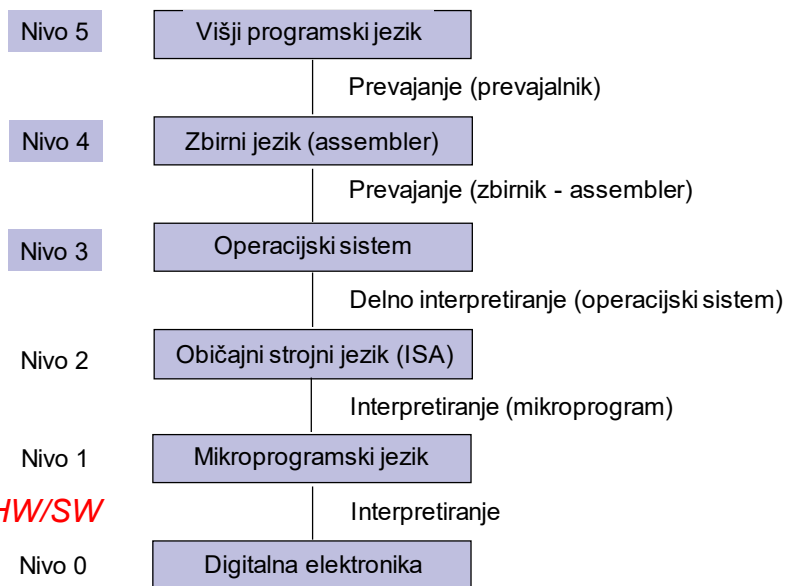 Nivo 5
Višji programski jezik
Prevajanje (prevajalnik)
Nivo 4
Zbirni jezik (assembler)
Prevajanje (zbirnik - assembler)
Nivo 3
Operacijski sistem
Delno interpretiranje (operacijski sistem)
Nivo 2
Običajni strojni jezik (ISA)
Interpretiranje (mikroprogram)
Nivo 1
Mikroprogramski jezik
HW/SW
Interpretiranje
Nivo 0
Digitalna elektronika